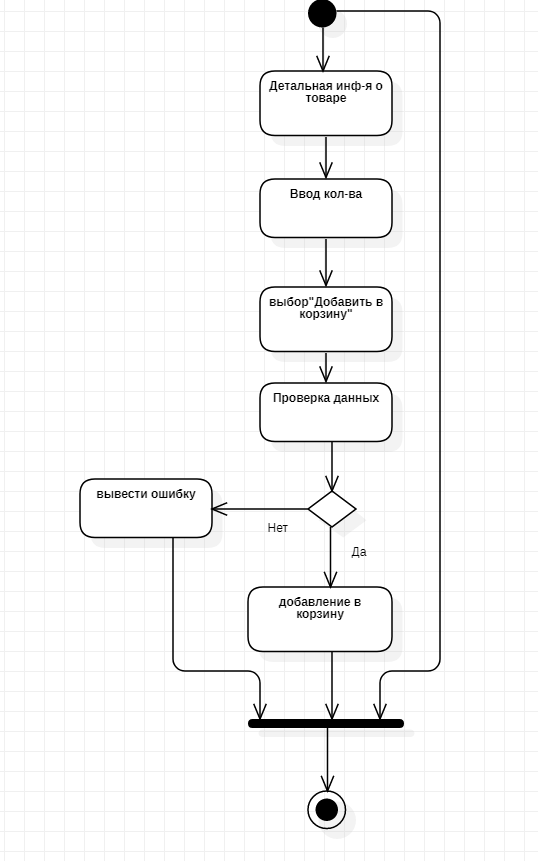 Детальная инф-я о
товаре
Ввод кол-ва
выбор"Добавить в
корзину"
Проверка данных
вывести ошибку
Нет
Да
добавление в
корзину